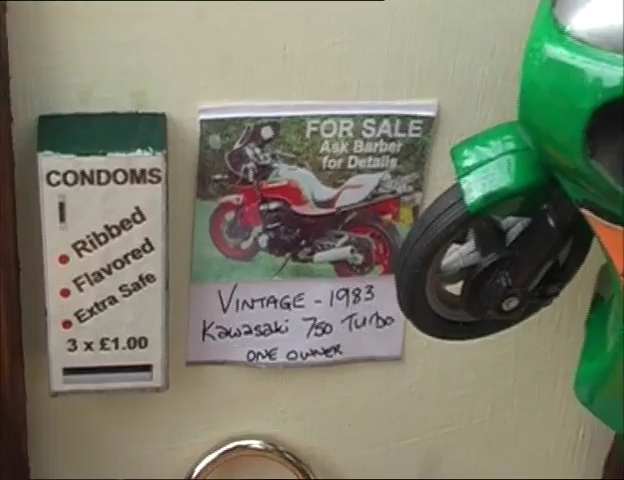 CONDOMS
Ribbed
Flavored
Extra Safe
3 x £1.00
FOR SALE
Ask Barber
for Details
VINTAGE - 1983
Kawasaki 750 Turbo
ONE OWNER